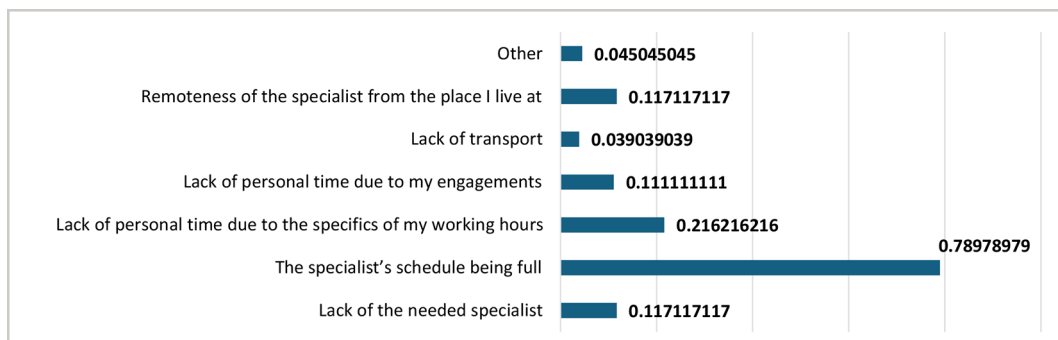 Other 0.045045045
Remoteness of the specialist from the place I live at 0.117117117
Lack of transport 0.039039039
Lack of personal time due to my engagements 0.111111111
Lack of personal time due to the specifics of my working hours 0.216216216
The specialist’s schedule being full 0.78978979
Lack of the needed specialist 0.117117117